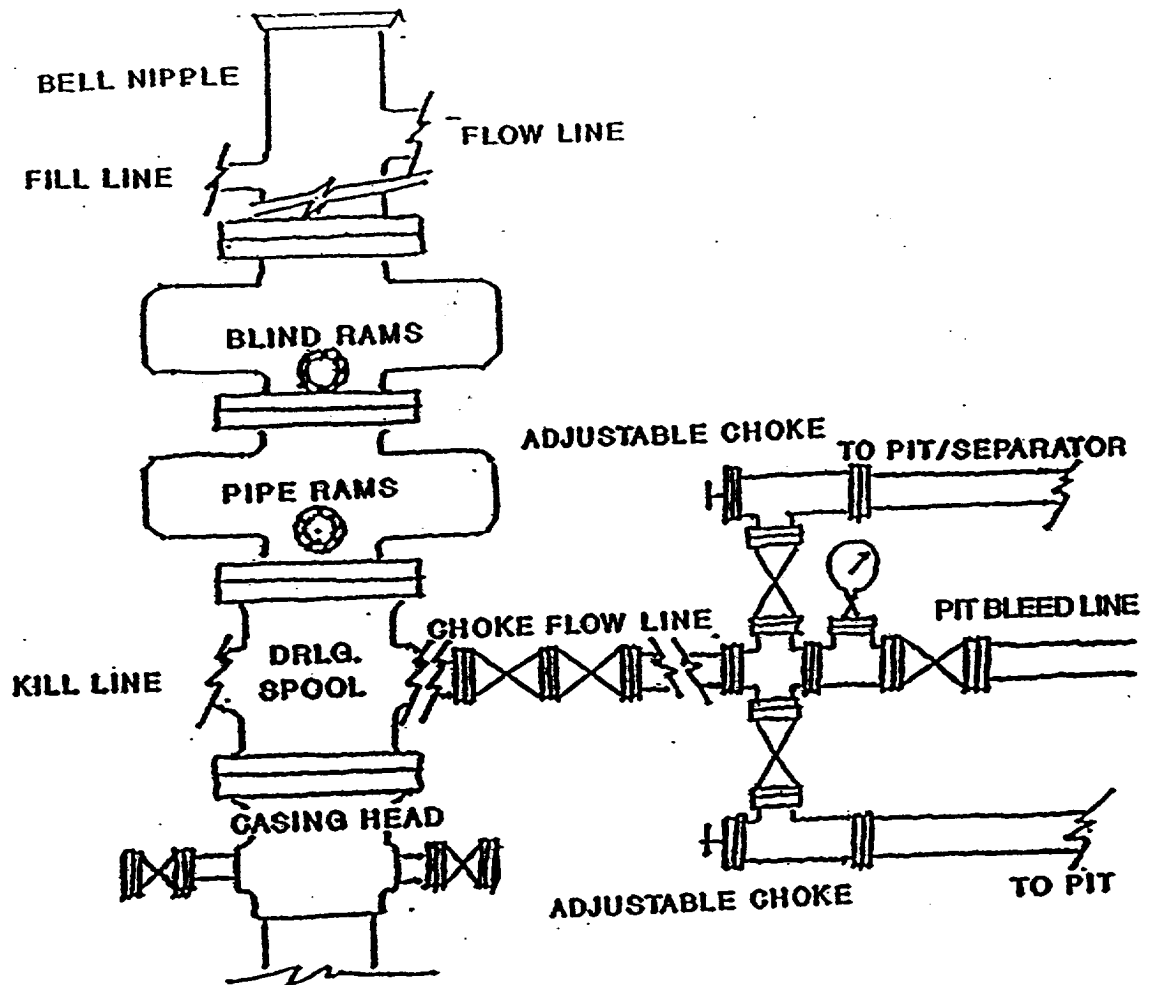 BELL NIPPLE
FLOW LINE
FILL LINE
BLIND RAMS
ADJUSTABLE CHOKE
TO PIT/SEPARATOR
PIPE RAMS
CHOKE FLOW LINE
PIT BLEED LINE
KILL LINE
DRLG.
SPOOL
CASING HEAD
ADJUSTABLE CHOKE
TO PIT